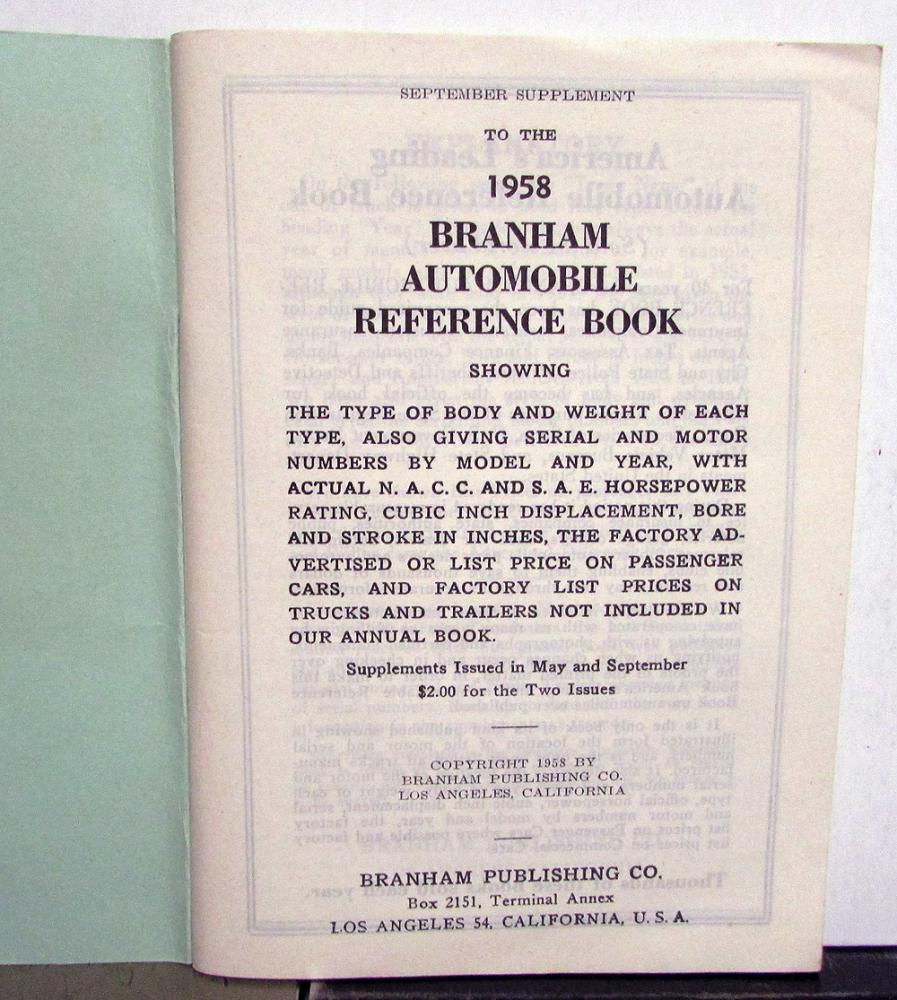 SEPTEMBER SUPPLEMENT
TO THE
1958
BRANHAM
AUTOMOBILE
REFERENCE BOOK
SHOWING
THE TYPE OF BODY AND WEIGHT OF EACH
TYPE, ALSO GIVING SERIAL AND MOTOR
NUMBERS BY MODEL AND YEAR, WITH
ACTUAL N. A. C. C. AND S. A. E. HORSEPOWER
RATING, CUBIC INCH DISPLACEMENT, BORE
AND STROKE IN INCHES, THE FACTORY AD-
VERTISED OR LIST PRICE ON PASSENGER
CARS, AND FACTORY LIST PRICES ON
TRUCKS AND TRAILERS NOT INCLUDED IN
OUR ANNUAL BOOK.
Supplements Issued in May and September
$2.00 for the Two Issues
COPYRIGHT 1958 BY
BRANHAM PUBLISHING CO.
LOS ANGELES, CALIFORNIA
BRANHAM PUBLISHING CO.
Box 2151, Terminal Annex
LOS ANGELES 54, CALIFORNIA, U. S. A.